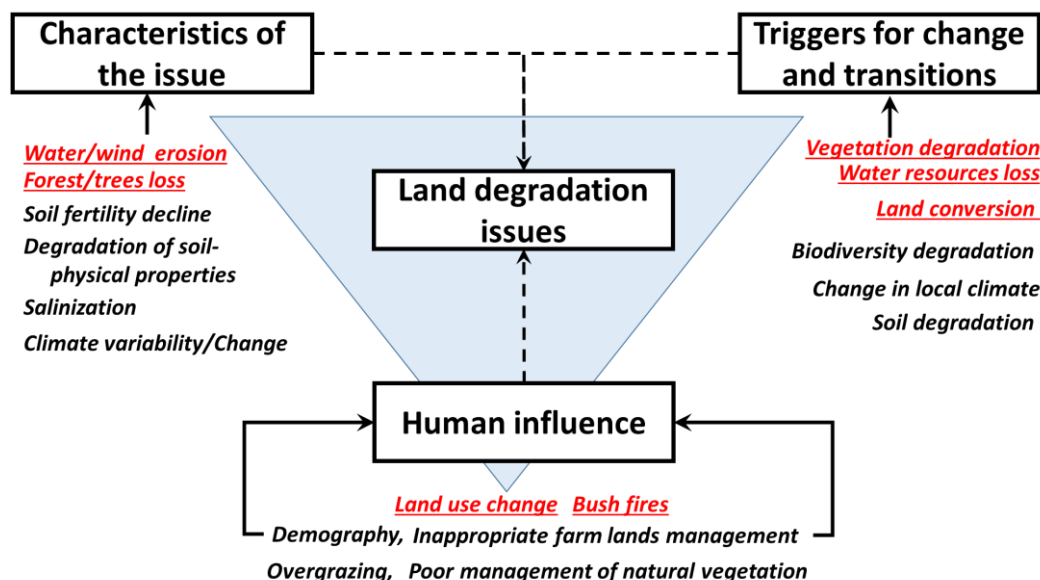 Characteristics of
the issue
Triggers for change
and transitions
Water/wind erosion
Forest/trees loss
Soil fertility decline
Degradation of soil-
physical properties
Salinization
Climate variability/Change
Land degradation
issues
Vegetation degradation
Water resources loss
Land conversion
Biodiversity degradation
Change in local climate
Soil degradation
Human influence
Land use change Bush fires
Demography, Inappropriate farm lands management
Overgrazing, Poor management of natural vegetation